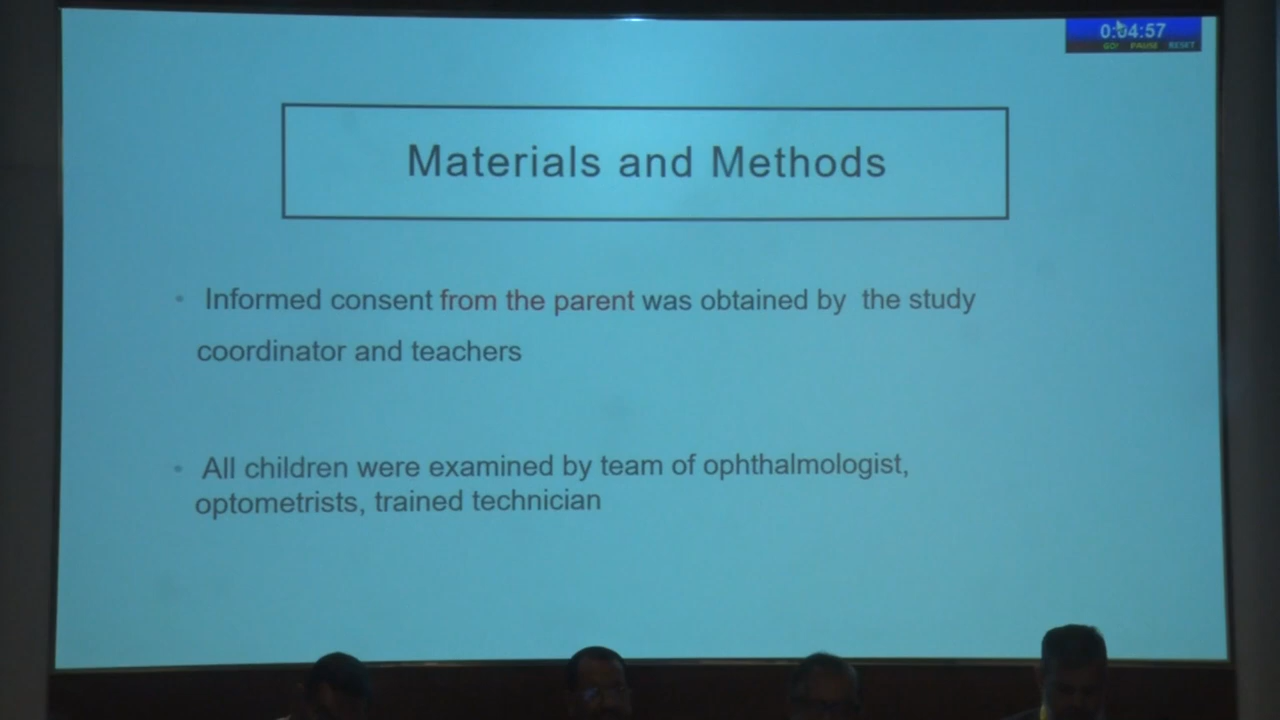 0:04:57
GO! PAUSE RESET
Materials and Methods
• Informed consent from the parent was obtained by the study
coordinator and teachers
• All children were examined by team of ophthalmologist,
optometrists, trained technician